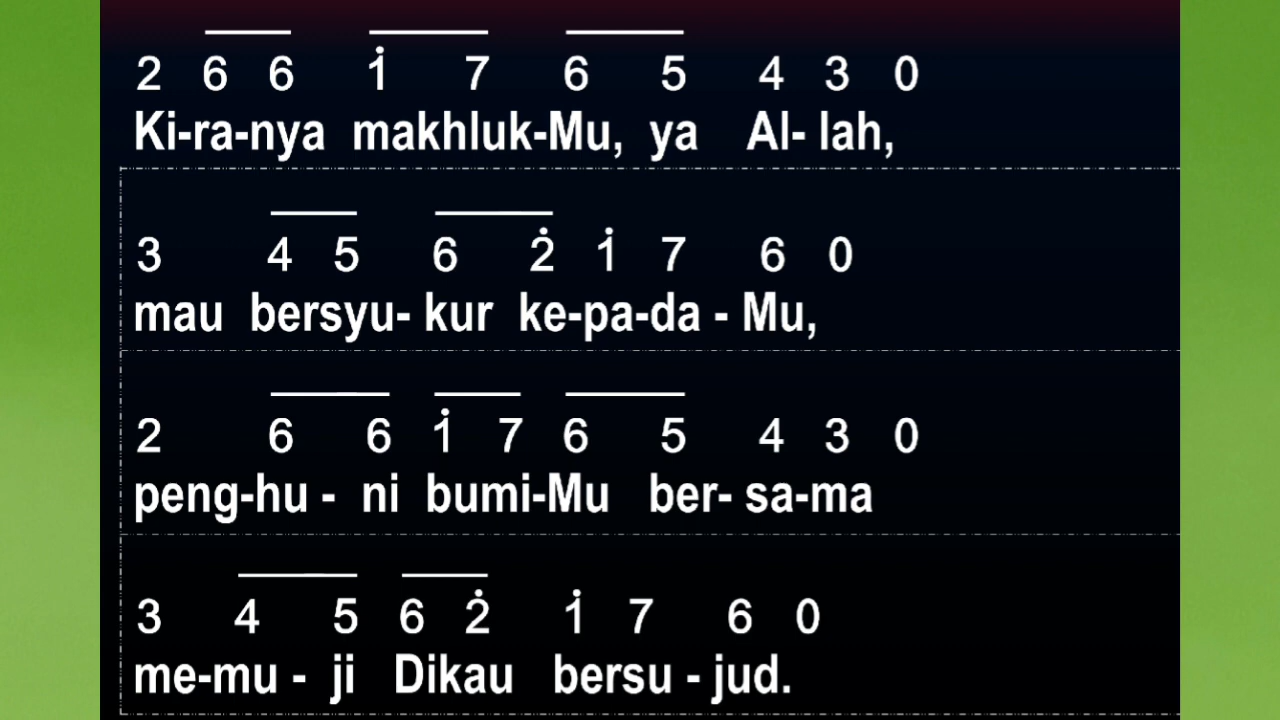 2 6 6 1̇ 7 6 5 4 3 0
Ki-ra-nya makhluk-Mu, ya Al- lah,
3 4 5 6 2̇ 1̇ 7 6 0
mau bersyu- kur ke-pa-da - Mu,
2 6 6 1̇ 7 6 5 4 3 0
peng-hu - ni bumi-Mu ber- sa-ma
3 4 5 6 2̇ 1̇ 7 6 0
me-mu - ji Dikau bersu - jud.